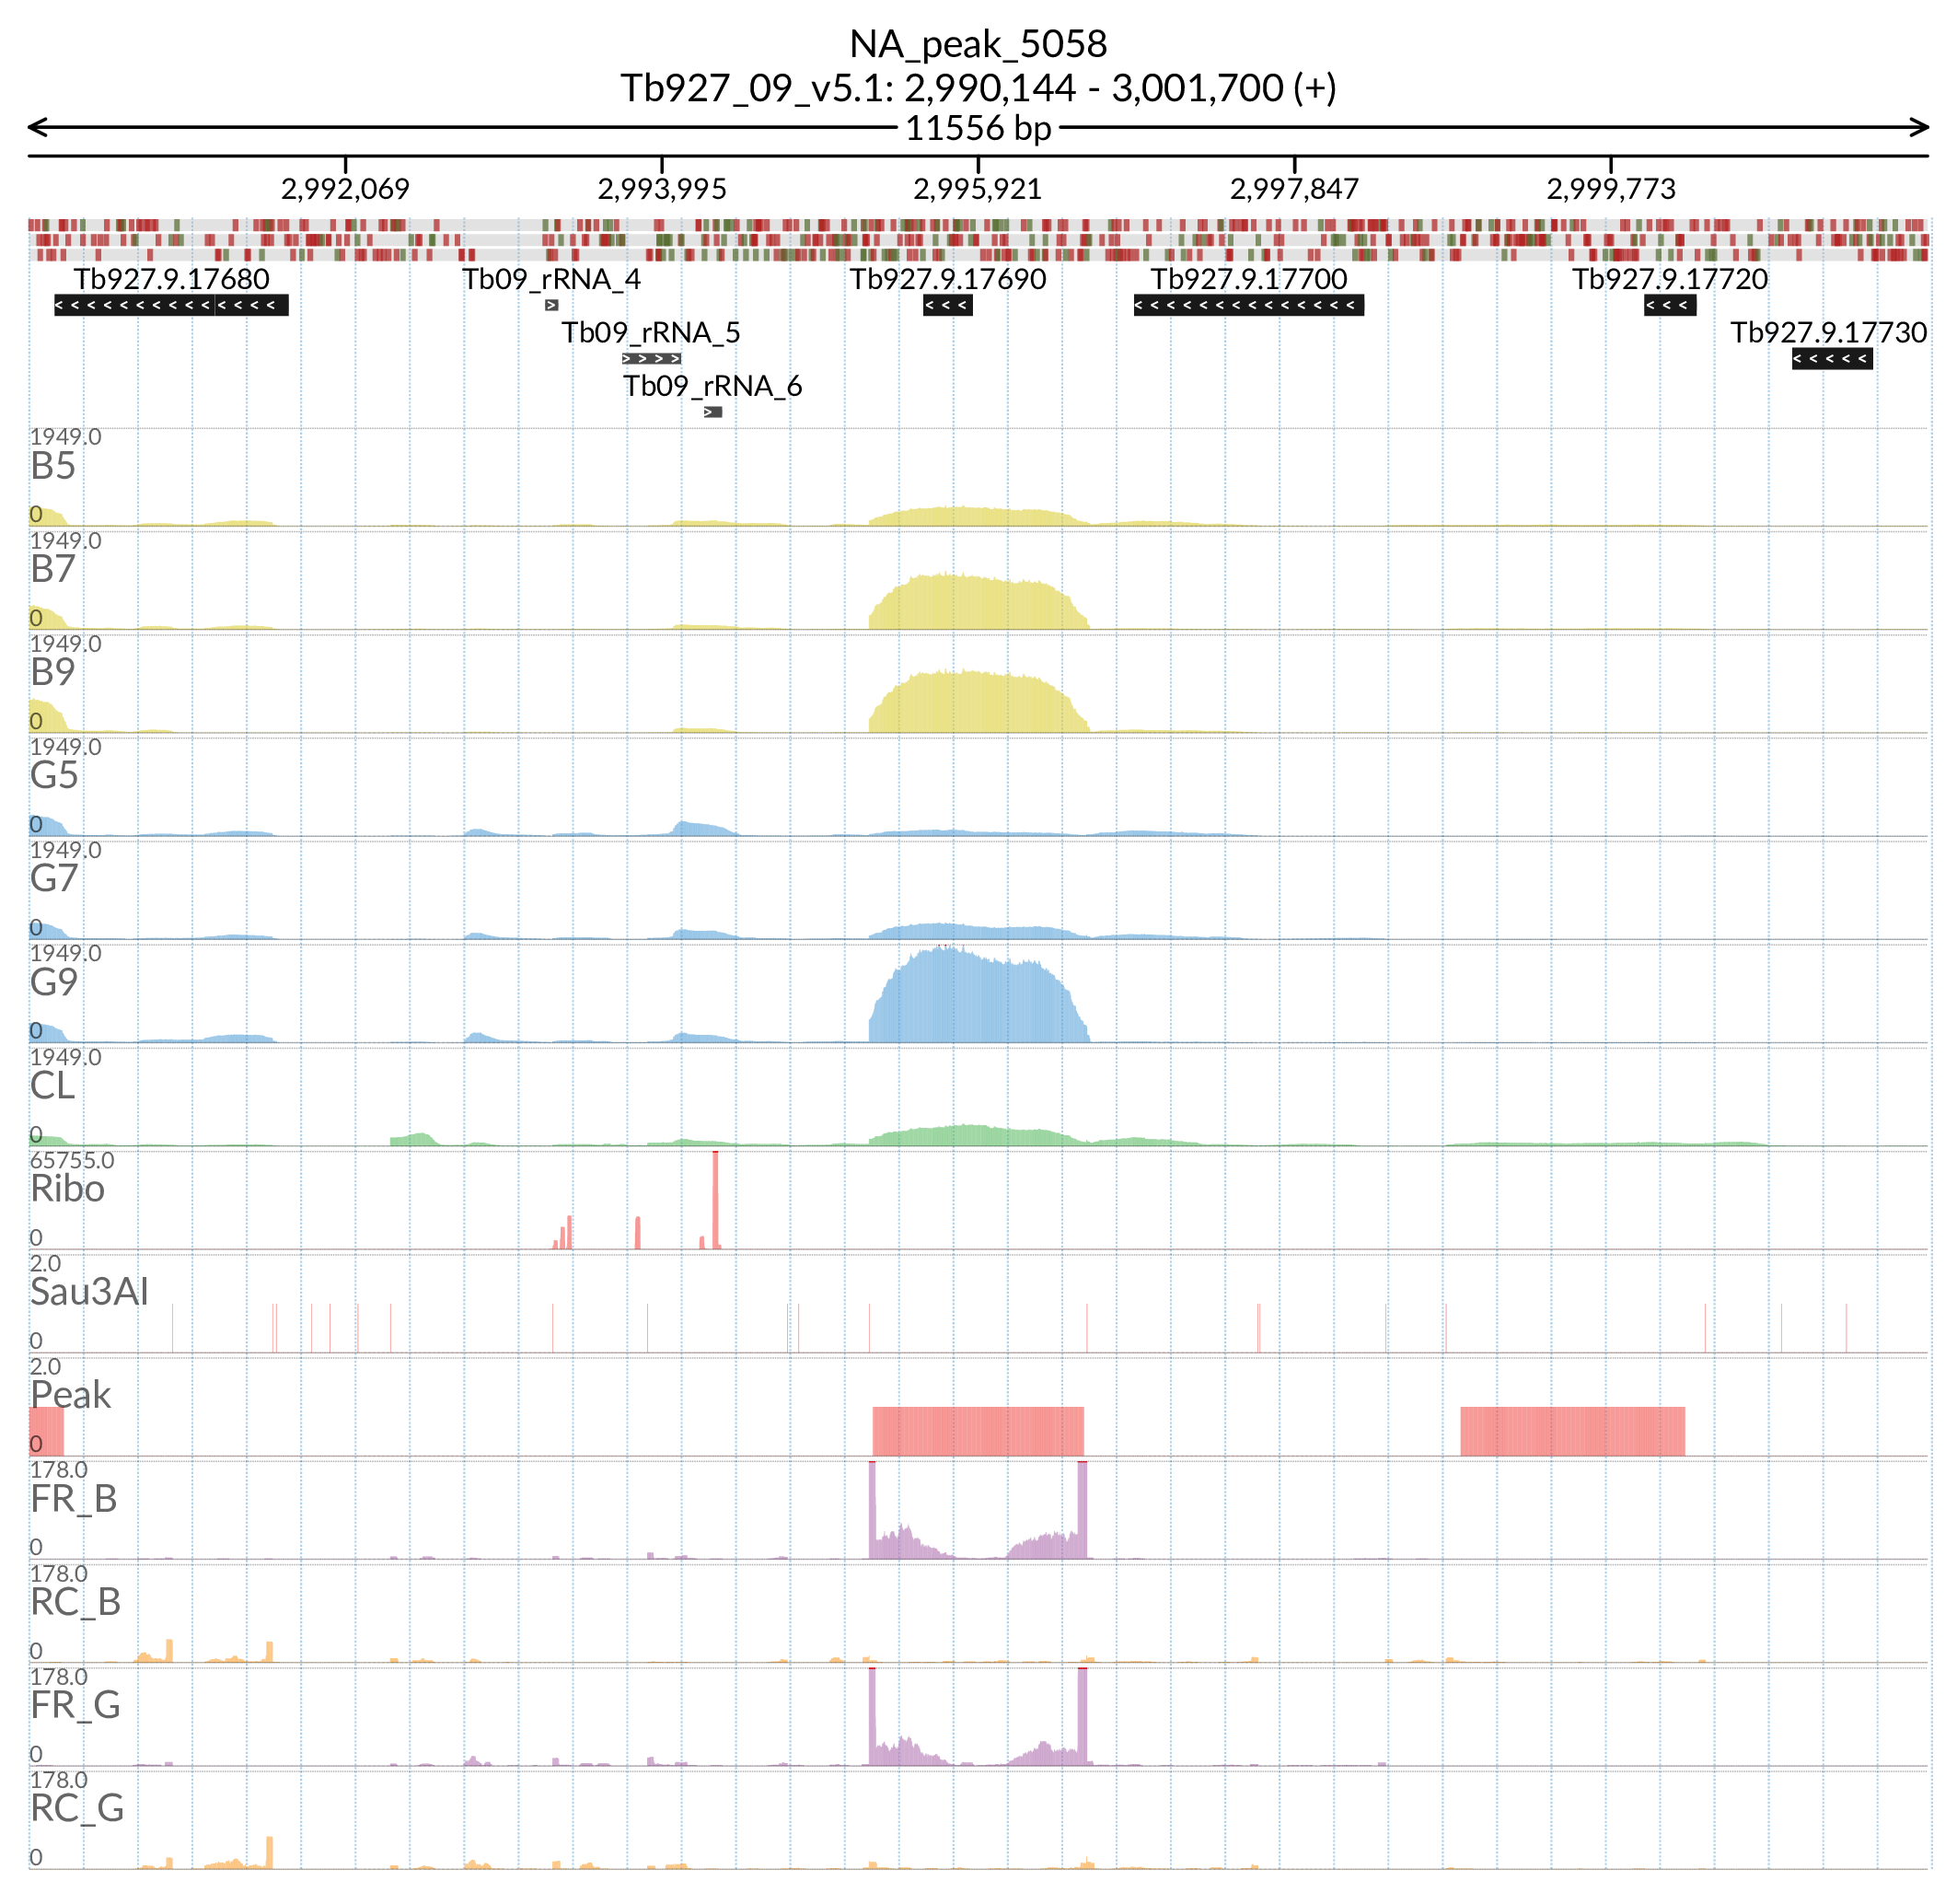 NA_peak_5058
Tb927_09_v5.1: 2,990,144 - 3,001,700 (+)
11556 bp
2,992,069 2,993,995 2,995,921 2,997,847 2,999,773
Tb927.9.17680 Tb09_rRNA_4 Tb927.9.17690 Tb927.9.17700 Tb927.9.17720
Tb09_rRNA_5 Tb927.9.17730
Tb09_rRNA_6
1949.0
B5
0
1949.0
B7
0
1949.0
B9
0
1949.0
G5
0
1949.0
G7
0
1949.0
G9
0
1949.0
CL
0
65755.0
Ribo
0
2.0
Sau3AI
0
2.0
Peak
0
178.0
FR_B
0
178.0
RC_B
0
178.0
FR_G
0
178.0
RC_G
0